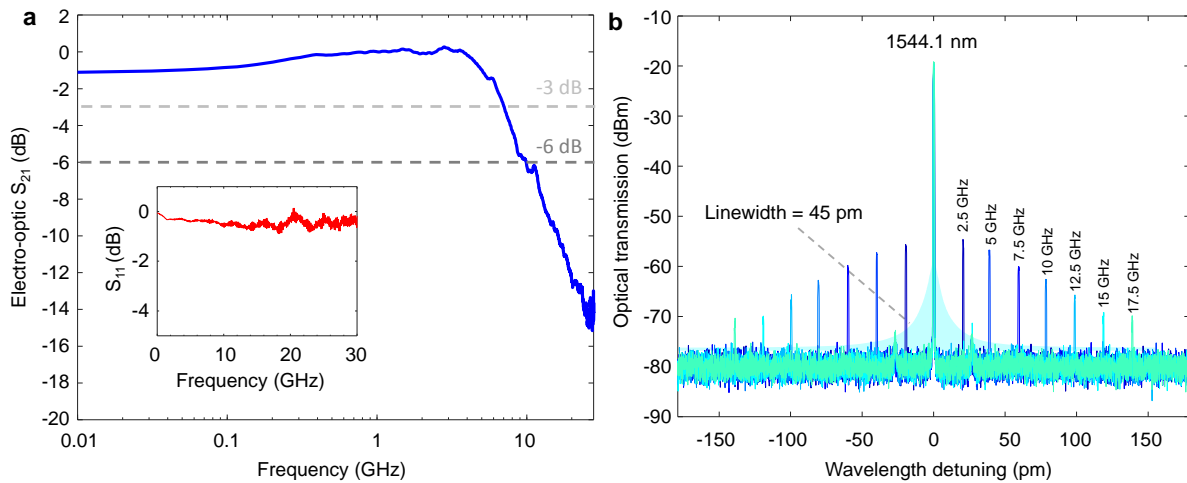 a
2
0
-2
-4
-6
-8
-10
-12
-14
-16
-18
-20
Electro-optic S21 (dB)
-3 dB
-6 dB
0
-2
-4
S11 (dB)
0 10 20 30
Frequency (GHz)
0.01 0.1 1 10
Frequency (GHz)
b
-10
-20
-30
-40
-50
-60
-70
-80
-90
Optical transmission (dBm)
1544.1 nm
Linewidth = 45 pm
2.5 GHz
5 GHz
7.5 GHz
10 GHz
12.5 GHz
15 GHz
17.5 GHz
-150 -100 -50 0 50 100 150
Wavelength detuning (pm)